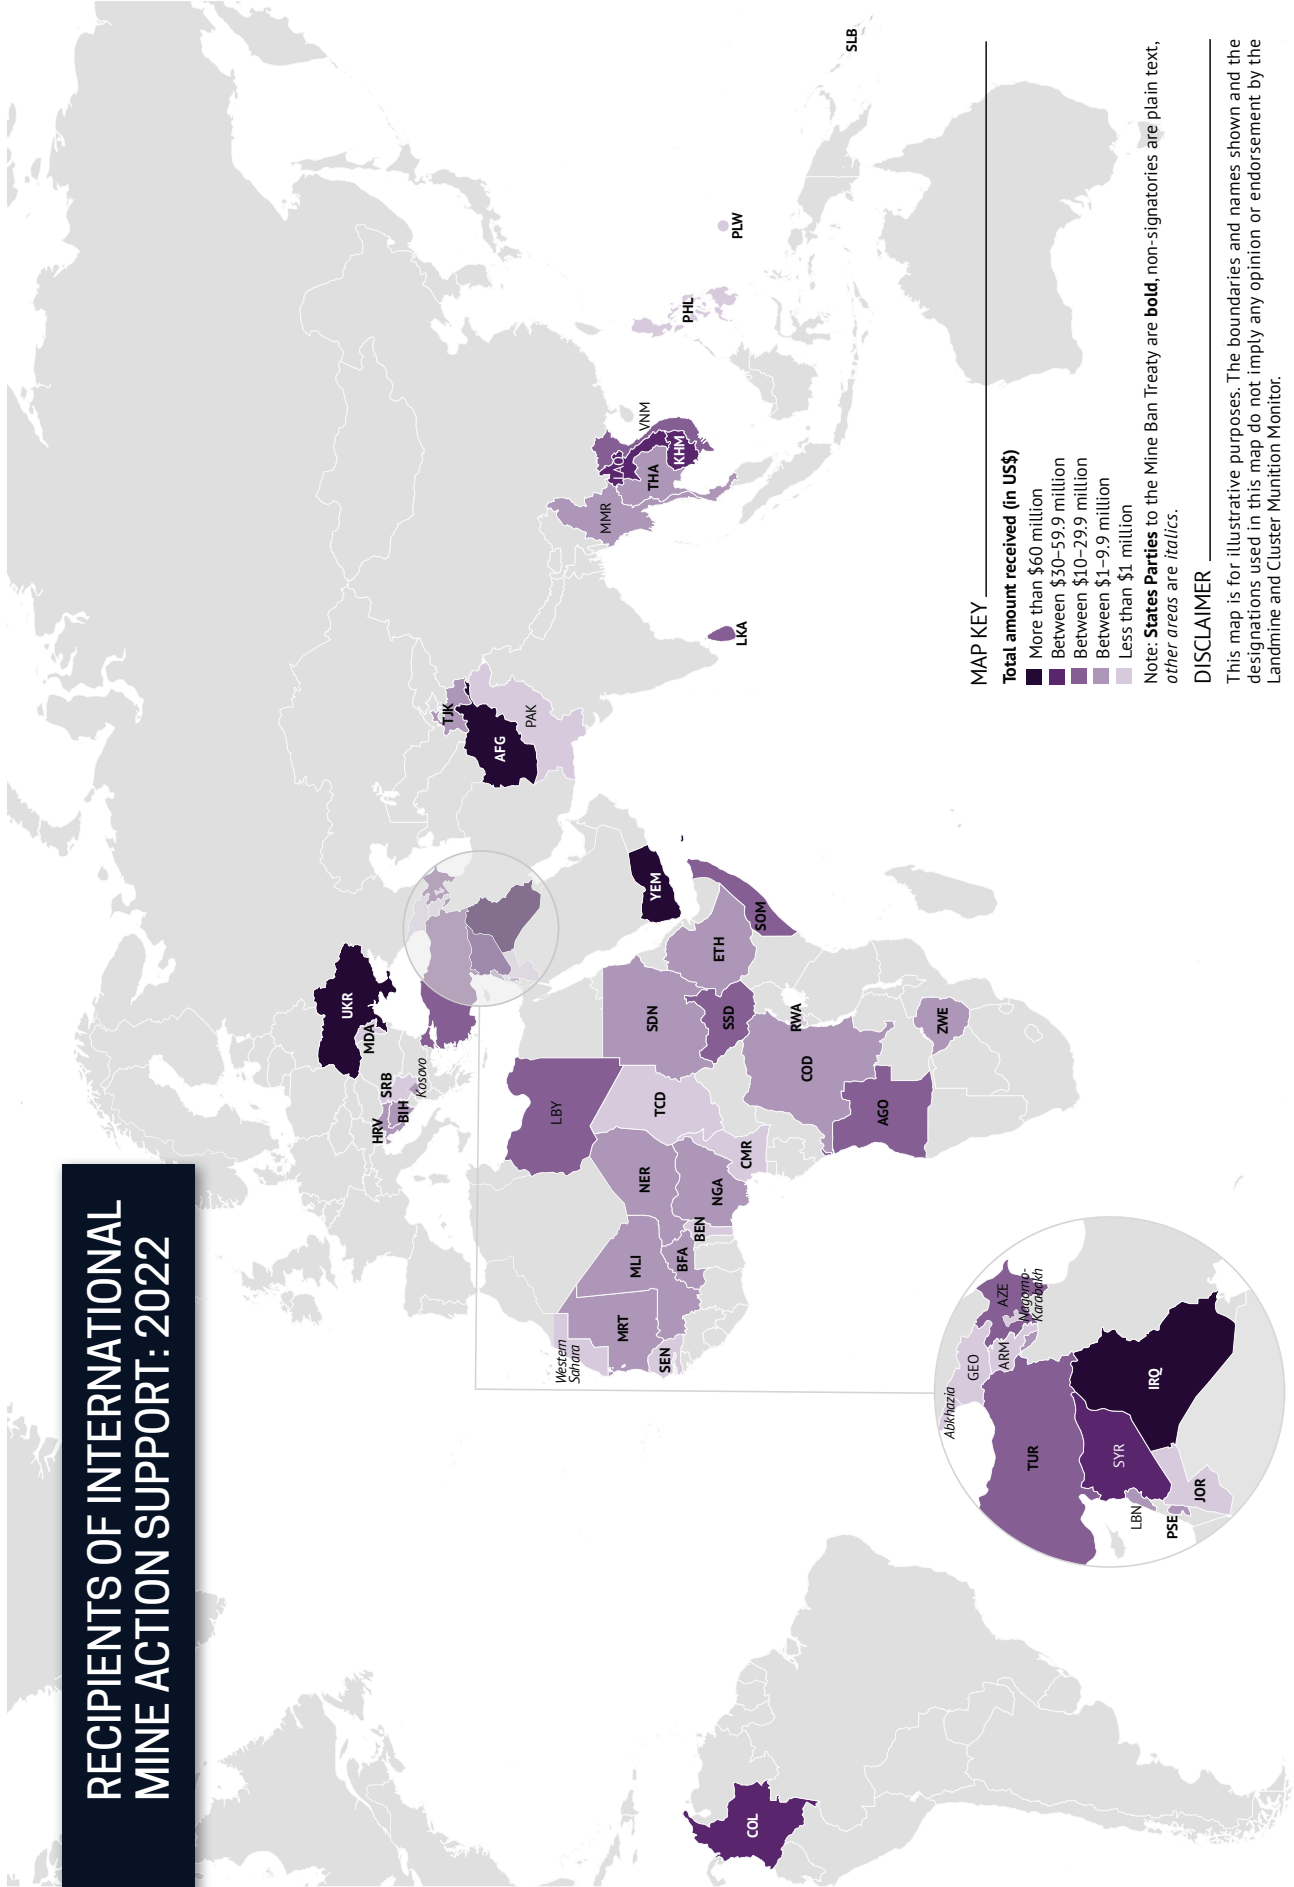 RECIPIENTS OF INTERNATIONAL
MINE ACTION SUPPORT: 2022
COL
UKR
MDA
SRB
HRV
BIH
Kosovo
TJK
AFG
PAK
YEM
LBY
TCD
SDN
SSD
ETH
SOM
RWA
COD
AGO
ZWE
NER
NGA
CMR
BEN
BFA
MLI
MRT
SEN
Western
Sahara
LKA
MMR
THA
LAO
KHM
VNM
PHL
PLW
SLB
Abkhazia
GEO
ARM
AZE
Nagorno-
Karabakh
TUR
SYR
IRQ
LBN
PSE
JOR
MAP KEY
Total amount received (in US$)
More than $60 million
Between $30–59.9 million
Between $10–29.9 million
Between $1–9.9 million
Less than $1 million
Note: States Parties to the Mine Ban Treaty are bold, non-signatories are plain text,
other areas are italics.
DISCLAIMER
This map is for illustrative purposes. The boundaries and names shown and the
designations used in this map do not imply any opinion or endorsement by the
Landmine and Cluster Munition Monitor.